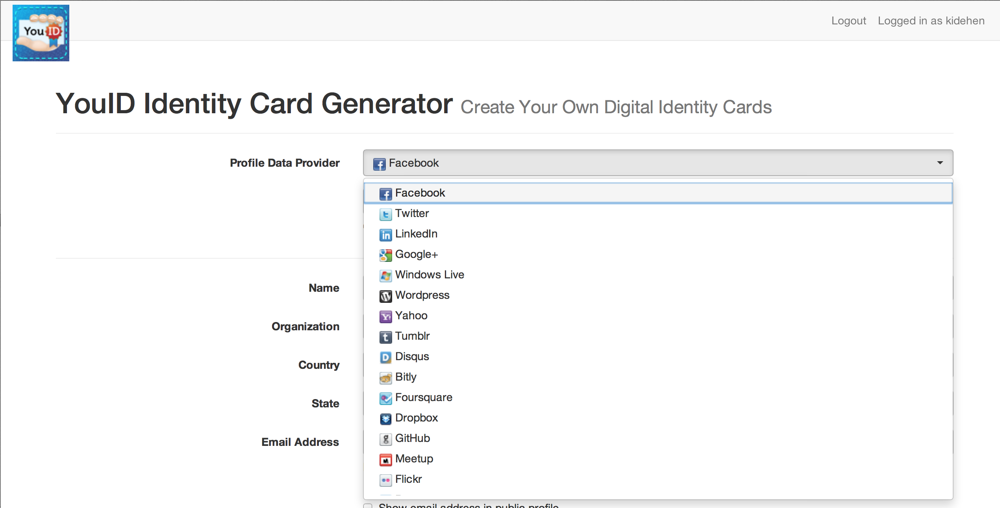 You ID
Logout Logged in as kidehen
YouID Identity Card Generator Create Your Own Digital Identity Cards
Profile Data Provider
Facebook
Facebook
Twitter
LinkedIn
Google+
Windows Live
Wordpress
Yahoo
Tumblr
Disqus
Bitly
Foursquare
Dropbox
GitHub
Meetup
Flickr
Name
Organization
Country
State
Email Address
Show email address in public profile